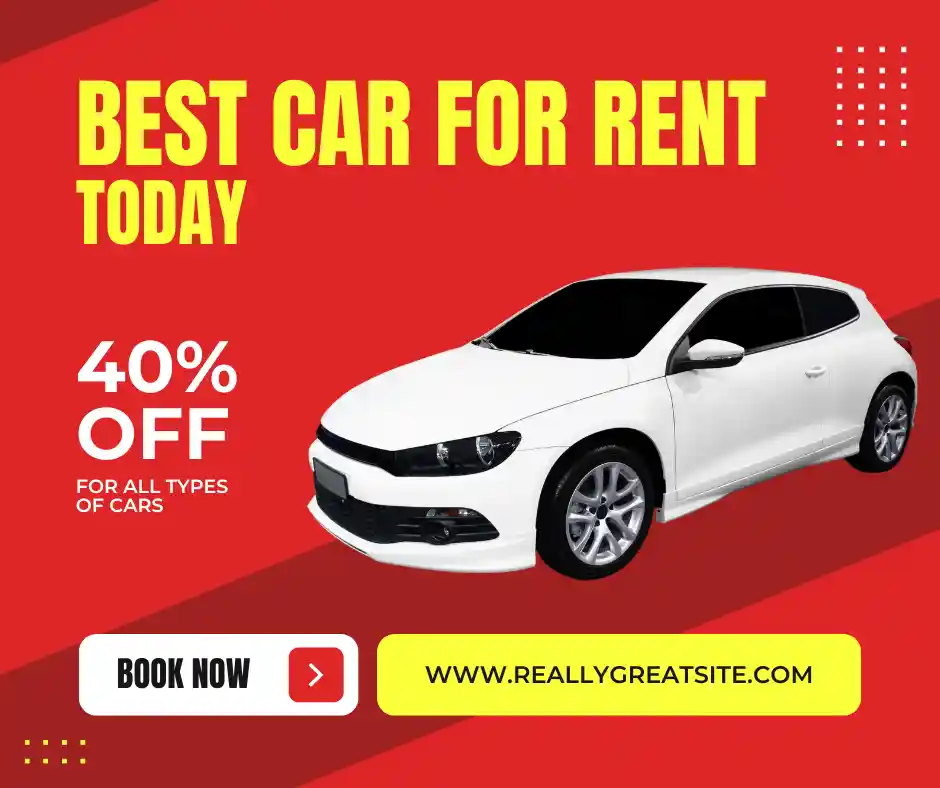 BEST CAR FOR RENT
TODAY
40%
OFF
FOR ALL TYPES
OF CARS
BOOK NOW
WWW.REALLYGREATSITE.COM